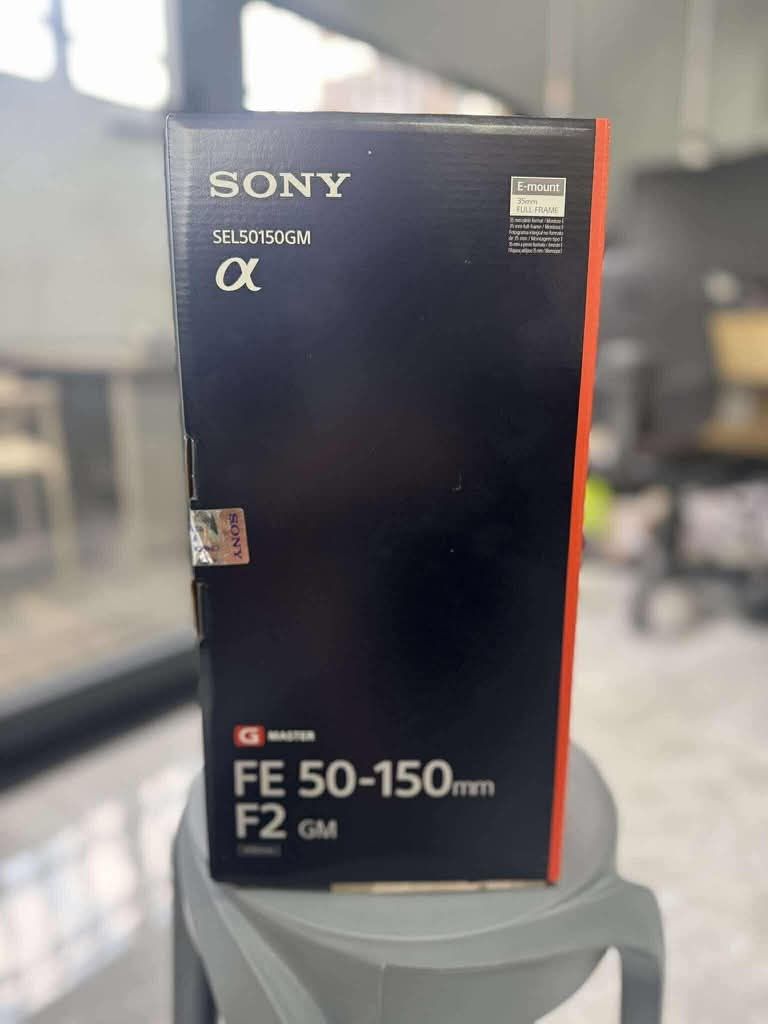 SONY
SEL50150GM
α
E-mount
35mm
FULL-FRAME
SONY
G MASTER
FE 50-150mm
F2 GM